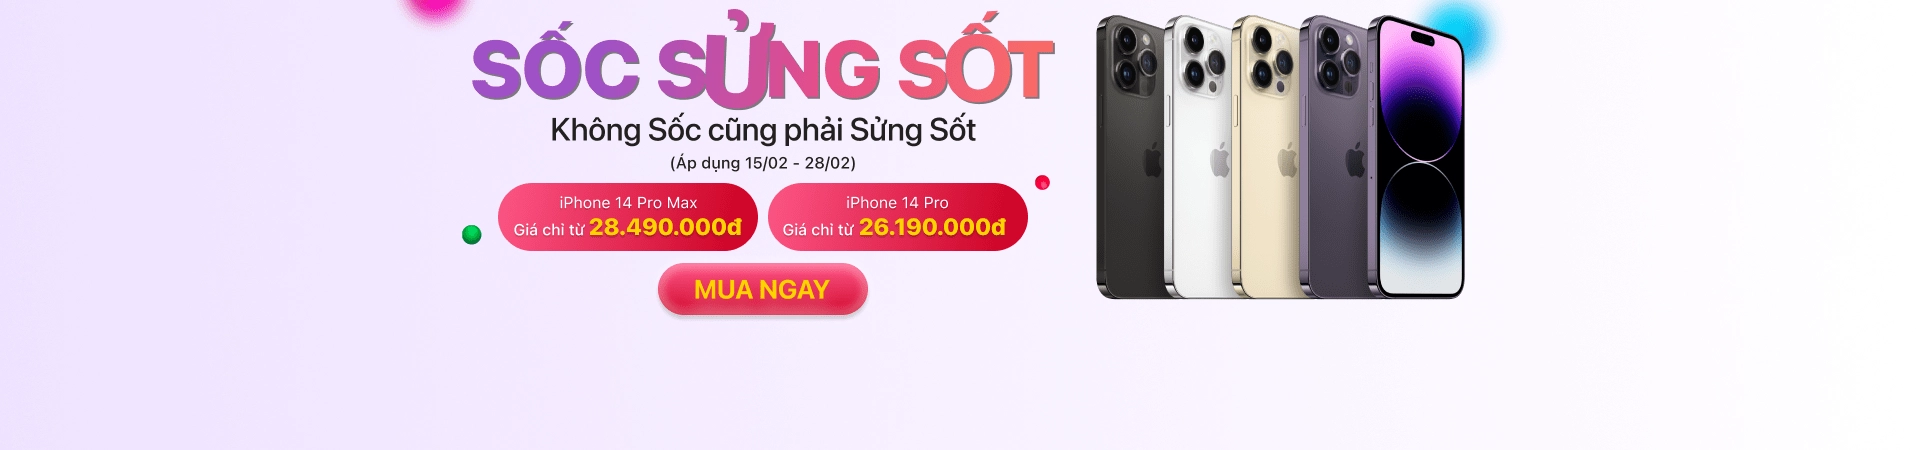 SỐC SỬNG SỐT
Không Sốc cũng phải Sửng Sốt
(Áp dụng 15/02 - 28/02)
iPhone 14 Pro Max
Giá chỉ từ 28.490.000đ
iPhone 14 Pro
Giá chỉ từ 26.190.000đ
MUA NGAY